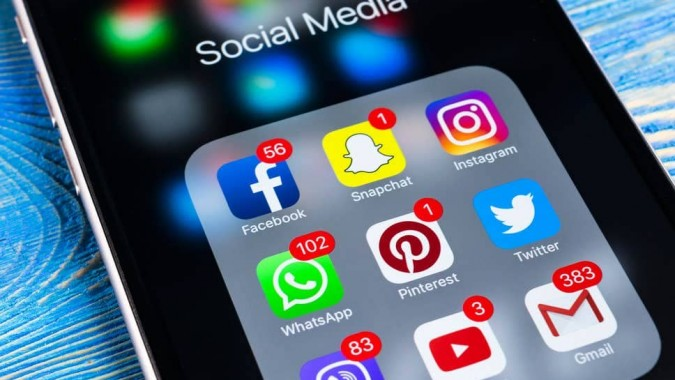 Social Media
56
1
Facebook
Snapchat
Instagram
102
1
WhatsApp
Pinterest
Twitter
83
3
383
Gmail